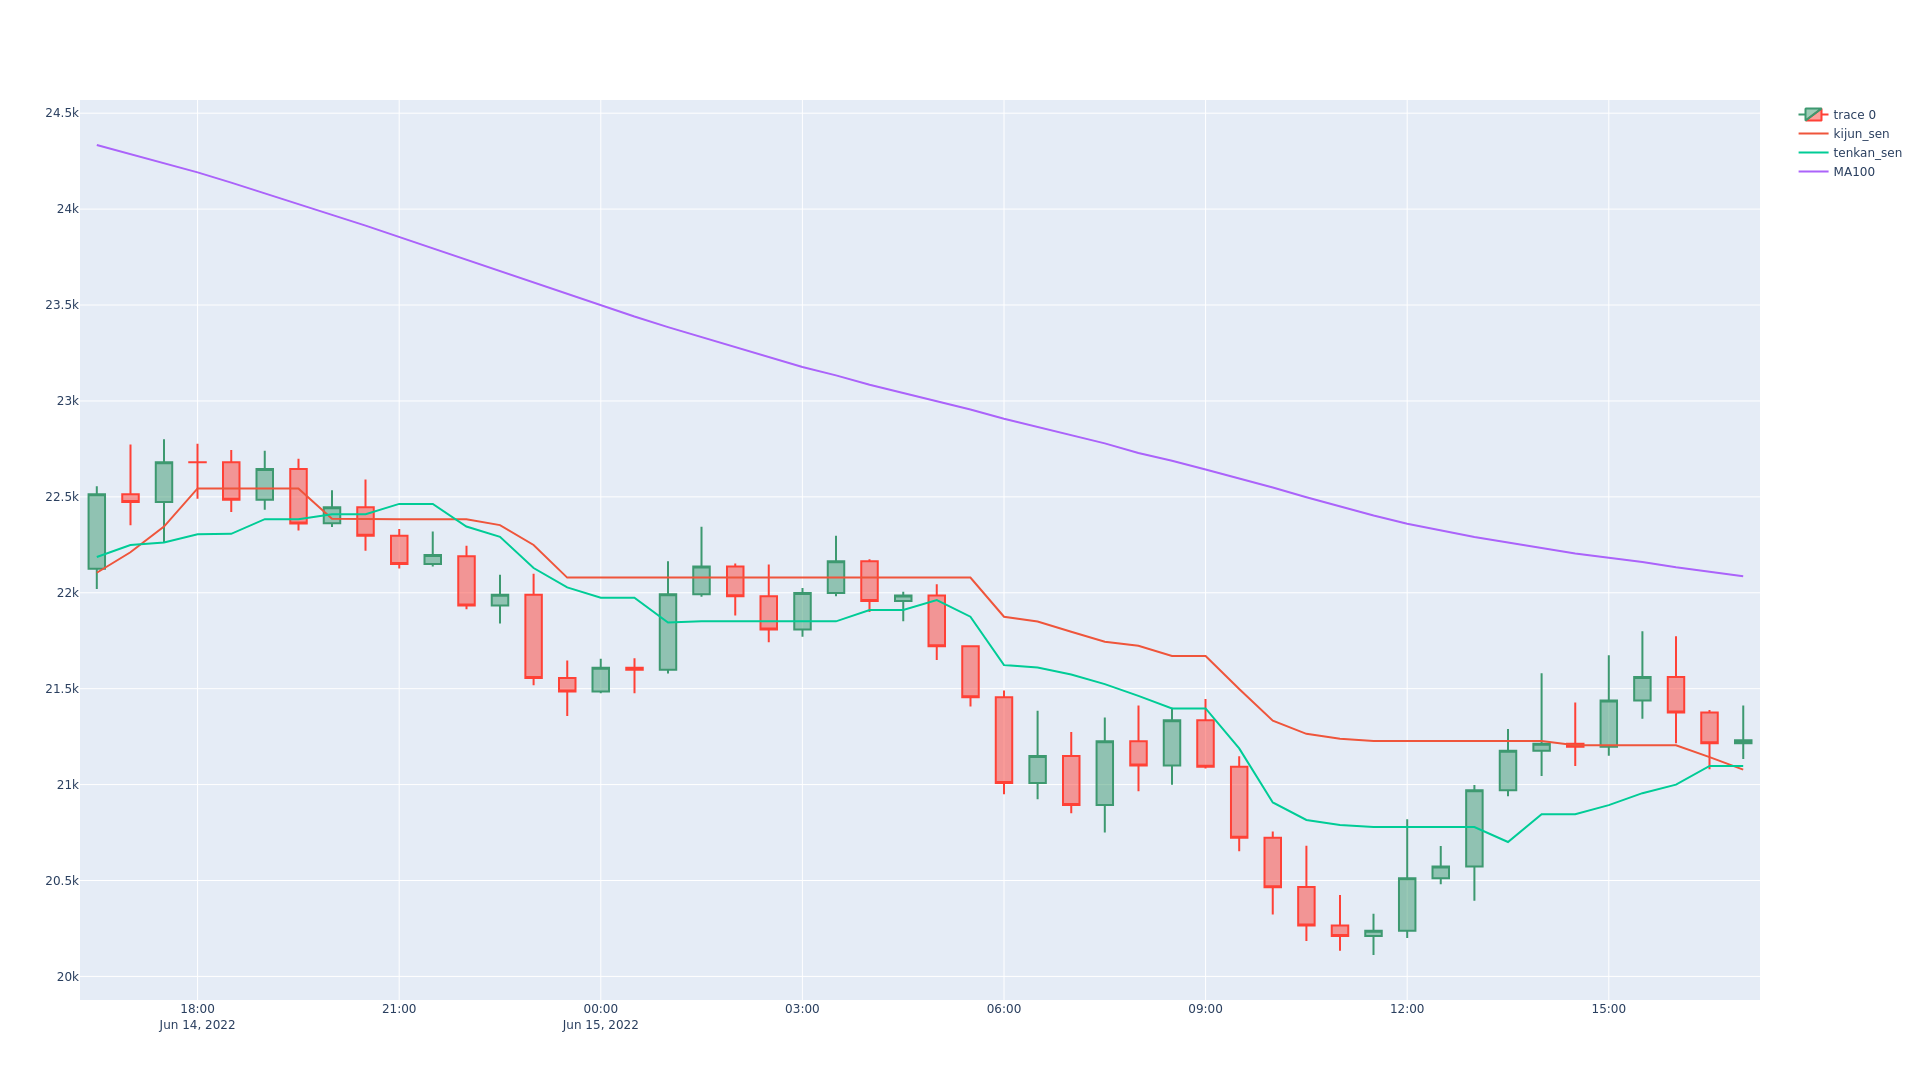 24.5k
24k
23.5k
23k
22.5k
22k
21.5k
21k
20.5k
20k
18:00
Jun 14, 2022
21:00
00:00
Jun 15, 2022
03:00
06:00
09:00
12:00
15:00
trace 0
kijun_sen
tenkan_sen
MA100